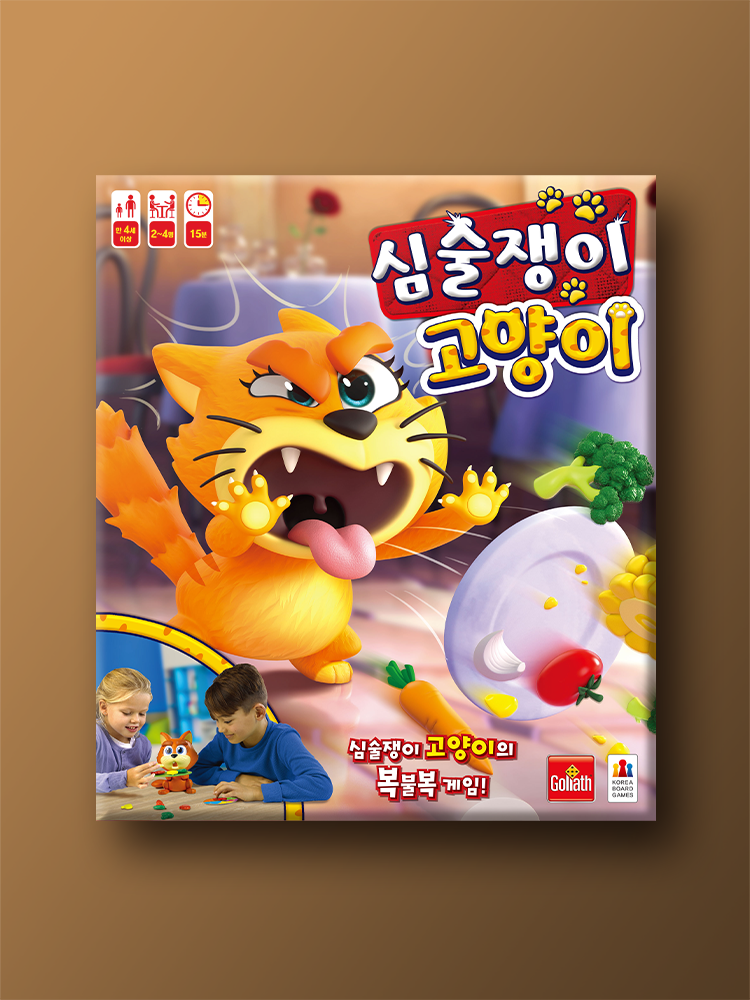 만 4세
이상
2~4명
15분
심술쟁이
고양이
심술쟁이 고양이의
복불복 게임!
Goliath
KOREA
BOARD
GAMES